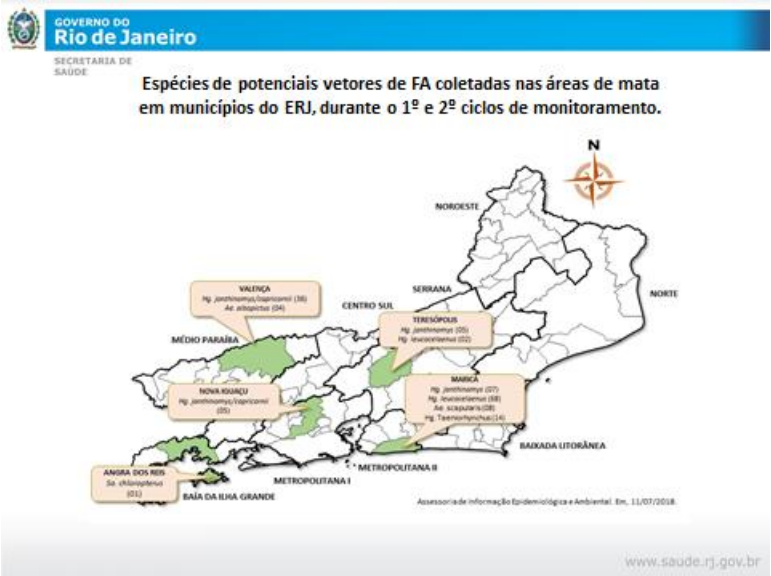 GOVERNO DO
Rio de Janeiro
SECRETARIA DE
SAÚDE
Espécies de potenciais vetores de FA coletadas nas áreas de mata
em municípios do ERJ, durante o 1º e 2º ciclos de monitoramento.
N
NOROESTE
NORTE
SERRANA
CENTRO SUL
VALENÇA
Hg. janthinomys/capricornii (36)
Ae. albopictus (04)
TERESÓPOLIS
Hg. janthinomys (05)
Hg. leucocelaenus (02)
MÉDIO PARAÍBA
NOVA IGUAÇU
Hg. janthinomys/capricornii
(05)
MARICÁ
Hg. janthinomys (07)
Hg. leucocelaenus (68)
Ae. scapularis (08)
Hg. Taeniorhynchus (14)
BAIXADA LITORÂNEA
METROPOLITANA II
METROPOLITANA I
ANGRA DOS REIS
Sa. chloropterus
(01)
BAÍA DA ILHA GRANDE
Assessoria de Informação Epidemiológica e Ambiental. Em, 11/07/2018.
www.saude.rj.gov.br